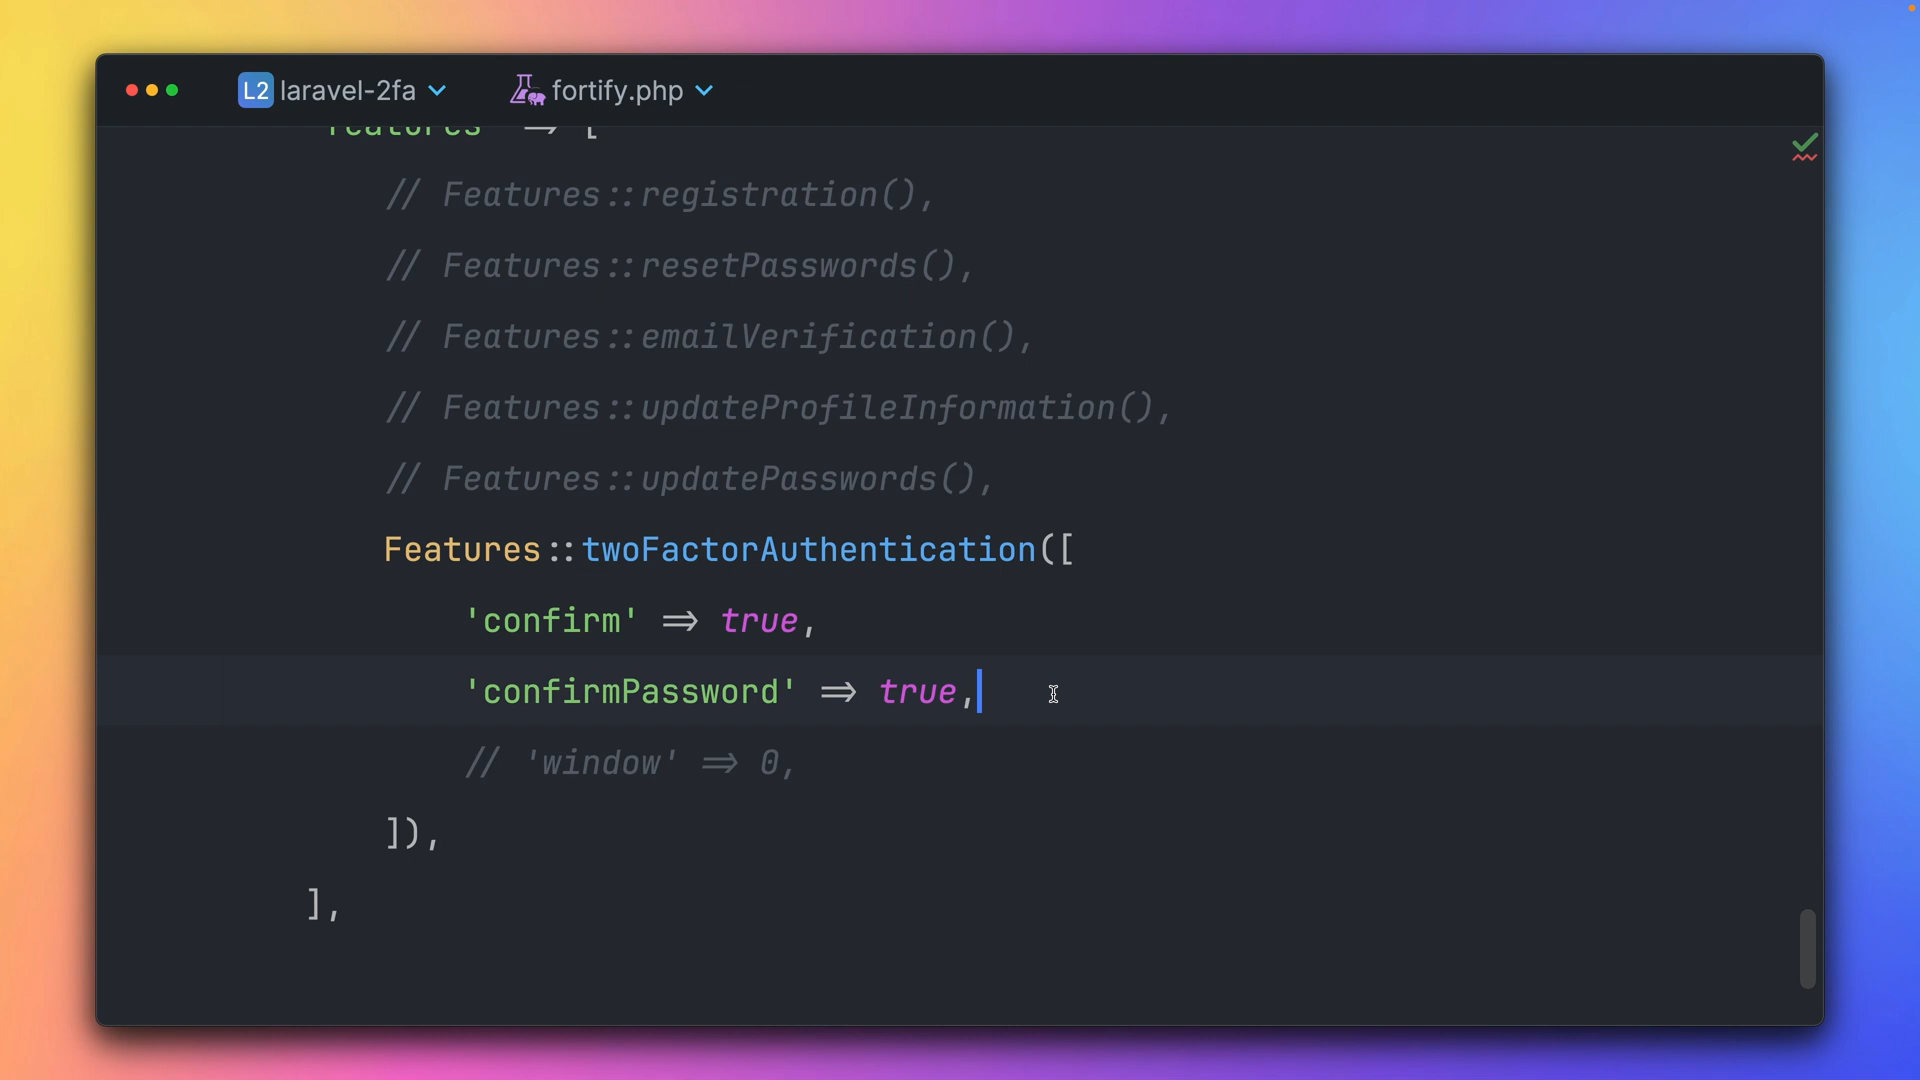 L2 laravel-2fa fortify.php
'features' => [
// Features::registration(),
// Features::resetPasswords(),
// Features::emailVerification(),
// Features::updateProfileInformation(),
// Features::updatePasswords(),
Features::twoFactorAuthentication([
'confirm' => true,
'confirmPassword' => true,
// 'window' => 0,
]),
],